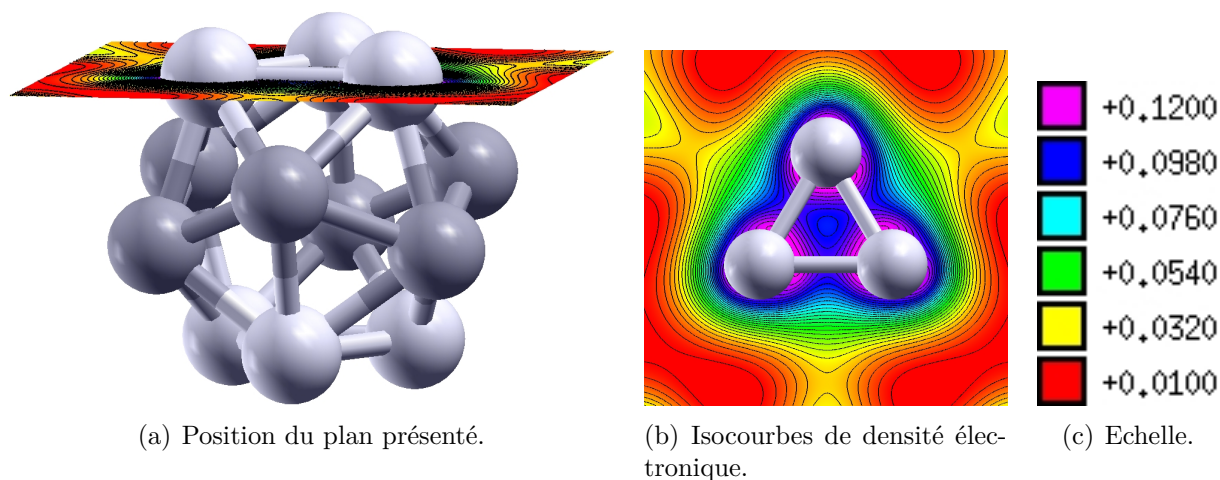 +0.1200
+0.0980
+0.0760
+0.0540
+0.0320
+0.0100
(a) Position du plan présenté.
(b) Isocourbes de densité élec-
tronique.
(c) Echelle.